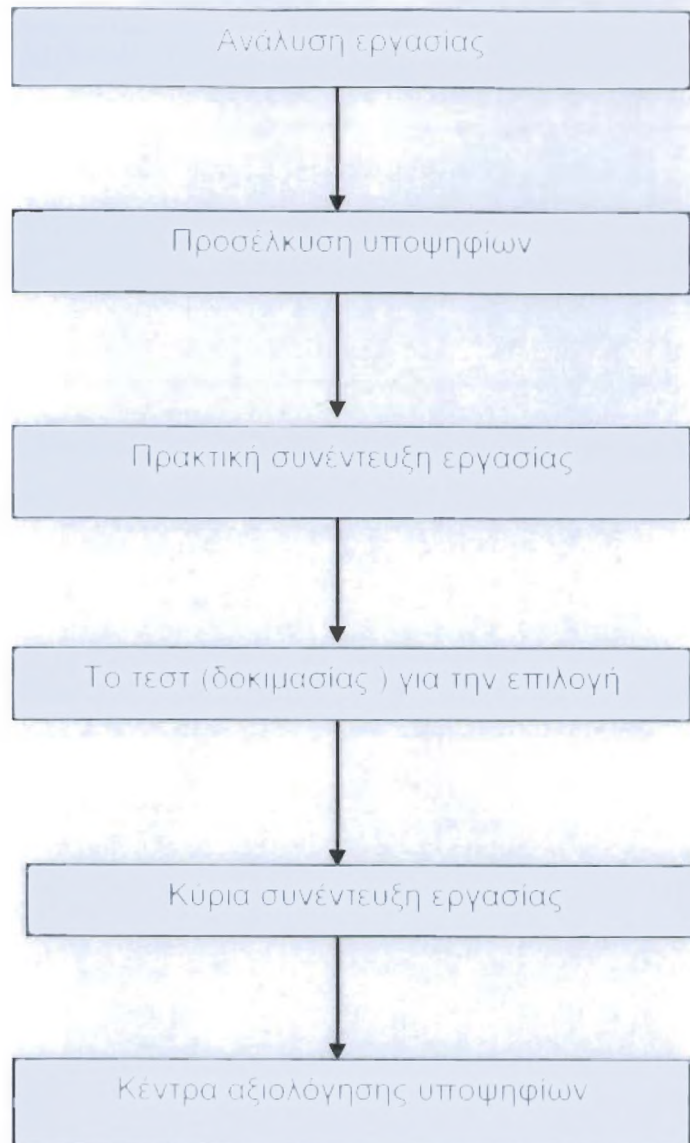 Ανάλυση εργασίας
Προσέλκυση υποψηφίων
Πρακτική συνέντευξη εργασίας
Το τεστ (δοκιμασίας ) για την επιλογή
Κύρια συνέντευξη εργασίας
Κέντρα αξιολόγησης υποψηφίων